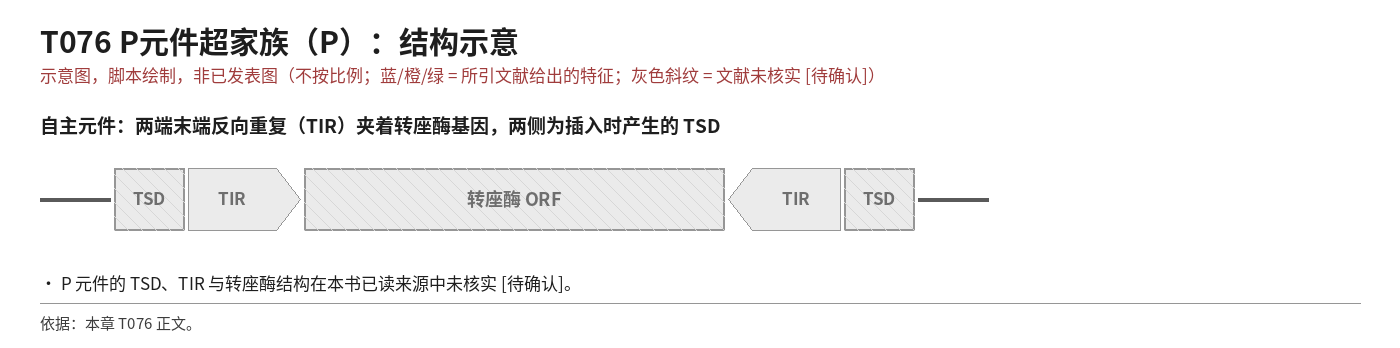 T076 P元件超家族（P）：结构示意
示意图，脚本绘制，非已发表图（不按比例；蓝/橙/绿 = 所引文献给出的特征；灰色斜纹 = 文献未核实 [待确认]）
自主元件：两端末端反向重复（TIR）夹着转座酶基因，两侧为插入时产生的 TSD
TSD TIR 转座酶 ORF TIR TSD
· P 元件的 TSD、TIR 与转座酶结构在本书已读来源中未核实 [待确认]。
依据：本章 T076 正文。